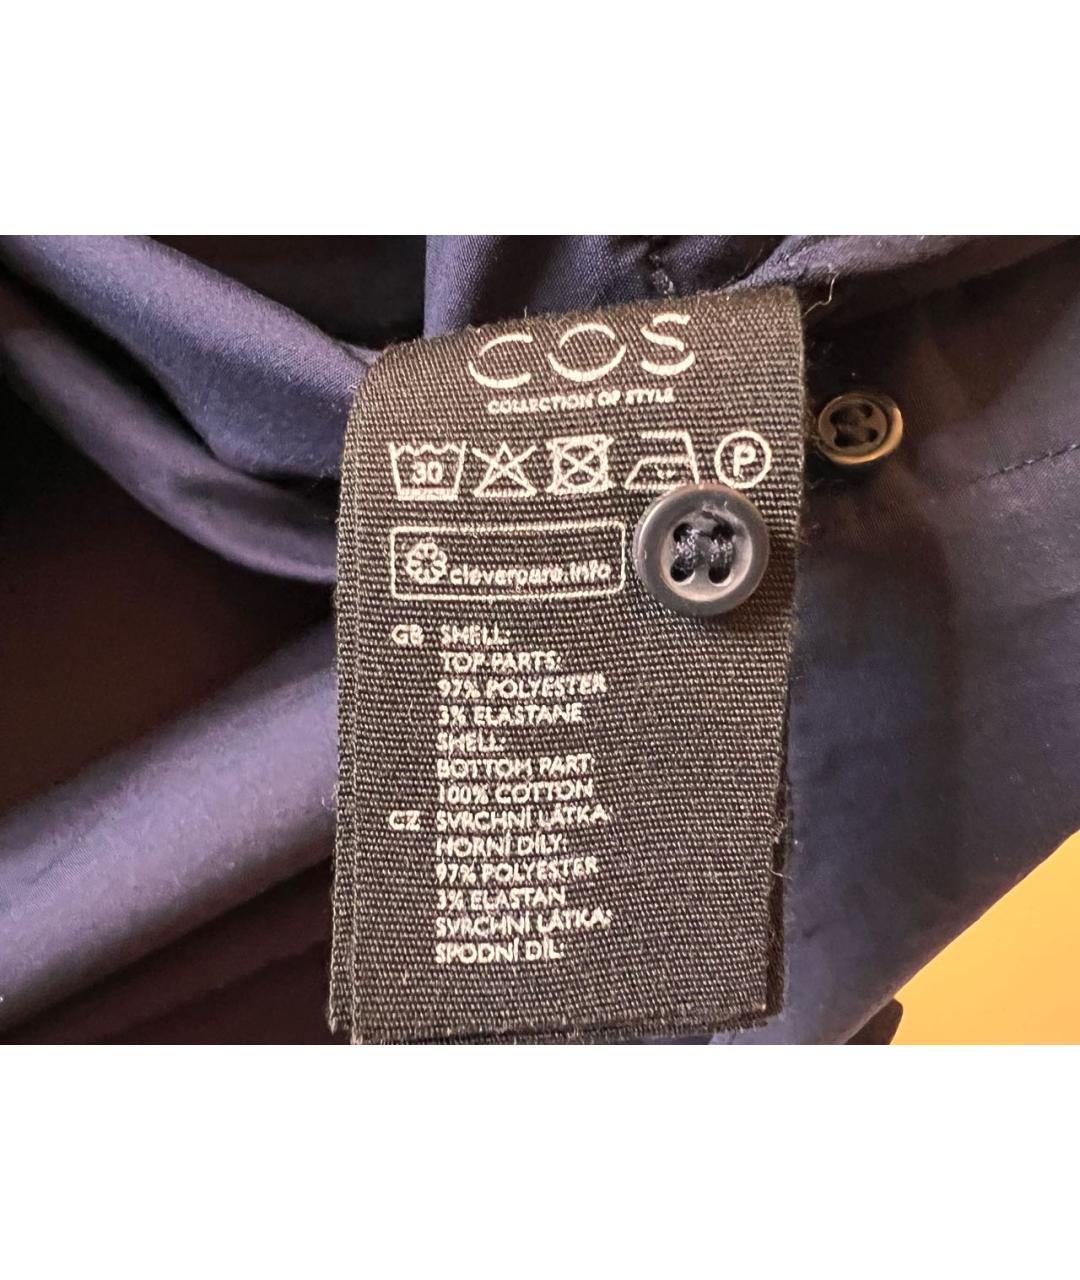 COS
COLLECTION OF STYLE
30 P
clevercare.info
GB SHELL:
TOP PARTS:
97% POLYESTER
3% ELASTANE
SHELL:
BOTTOM PART:
100% COTTON
CZ SVRCHNÍ LÁTKA:
HORNÍ DÍLY:
97% POLYESTER
3% ELASTAN
SVRCHNÍ LÁTKA:
SPODNÍ DÍL: